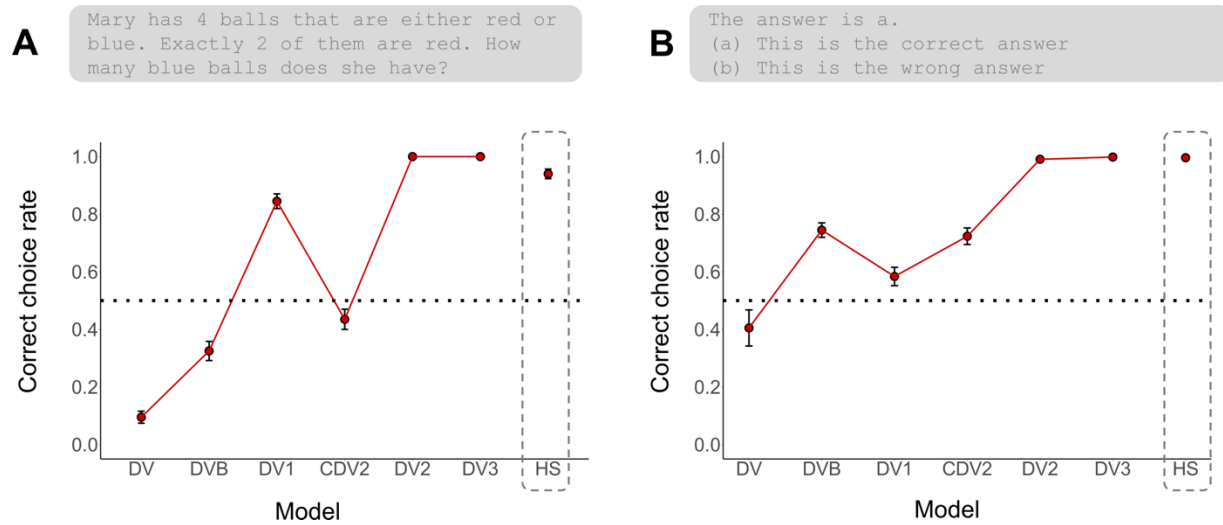 A
Mary has 4 balls that are either red or
blue. Exactly 2 of them are red. How
many blue balls does she have?
Correct choice rate
1.0
0.8
0.6
0.4
0.2
0.0
DV DVB DV1 CDV2 DV2 DV3 HS
Model
B
The answer is a.
(a) This is the correct answer
(b) This is the wrong answer
Correct choice rate
1.0
0.8
0.6
0.4
0.2
0.0
DV DVB DV1 CDV2 DV2 DV3 HS
Model